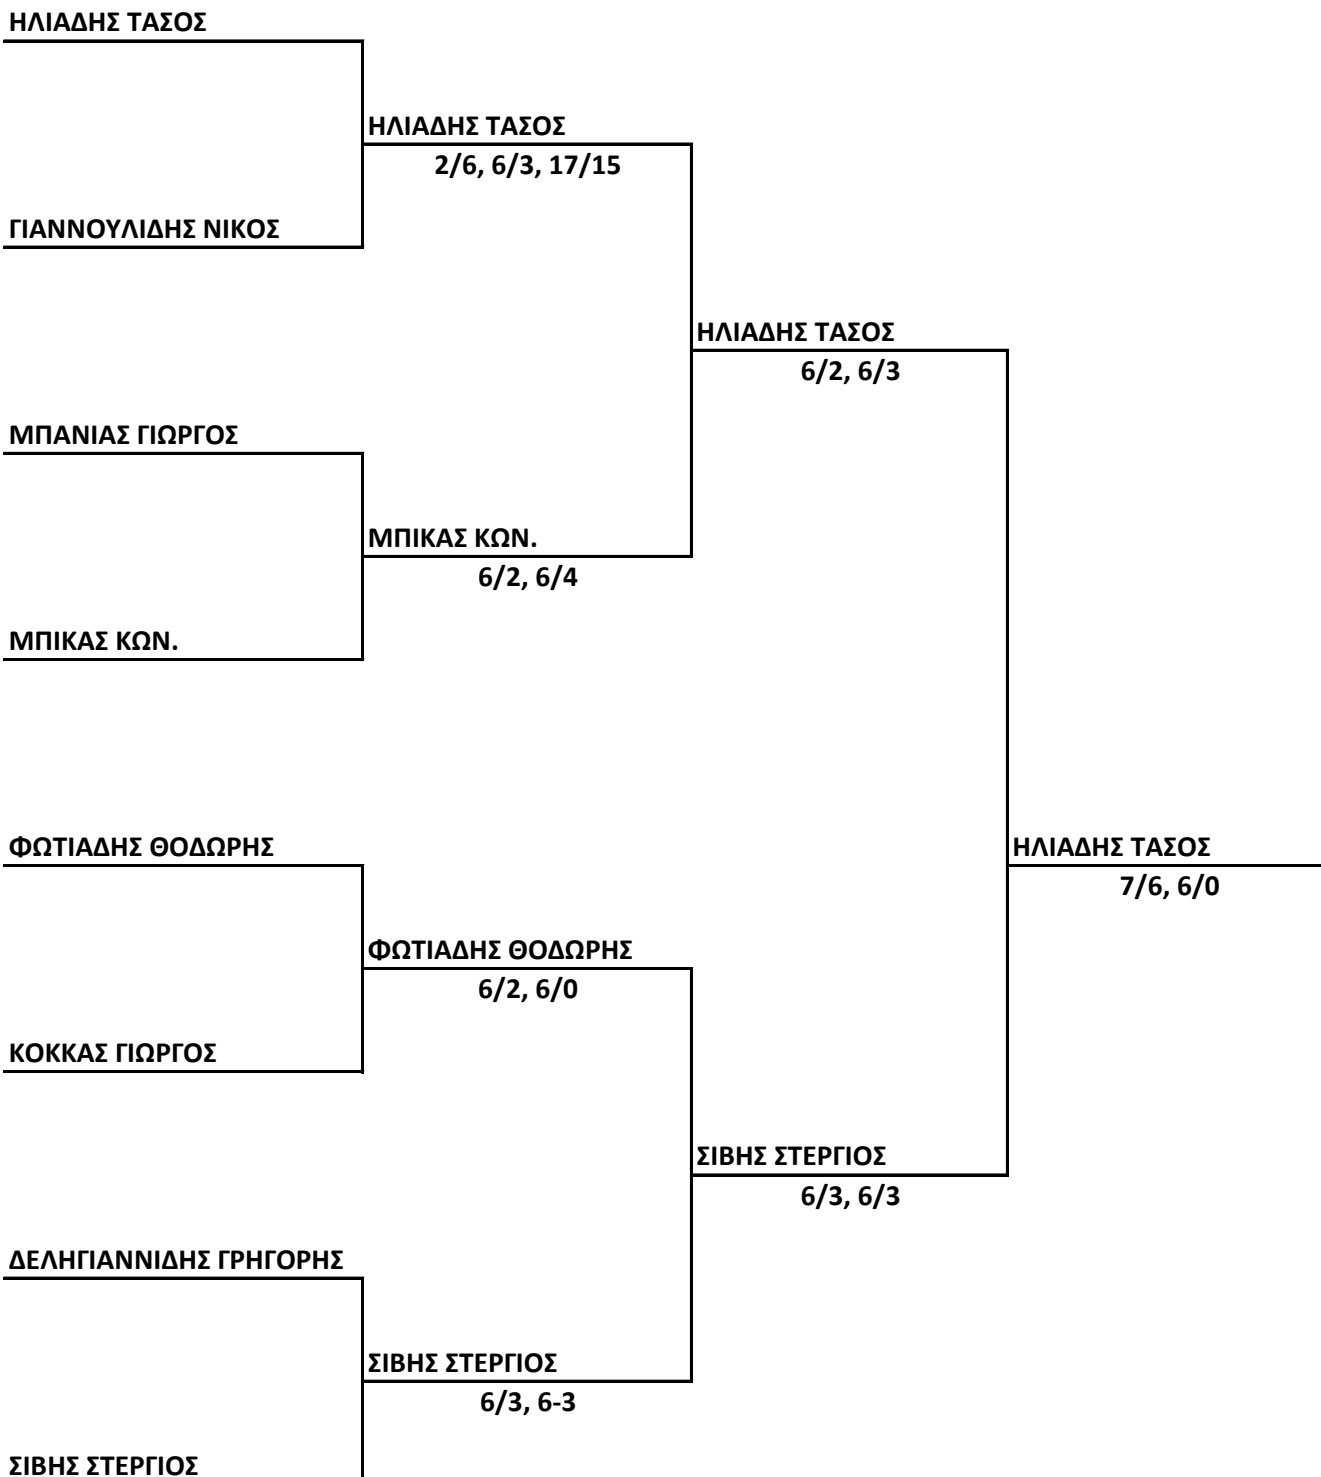 ΗΛΙΑΔΗΣ ΤΑΣΟΣ
ΗΛΙΑΔΗΣ ΤΑΣΟΣ
2/6, 6/3, 17/15
ΓΙΑΝΝΟΥΛΙΔΗΣ ΝΙΚΟΣ
ΗΛΙΑΔΗΣ ΤΑΣΟΣ
6/2, 6/3
ΜΠΑΝΙΑΣ ΓΙΩΡΓΟΣ
ΜΠΙΚΑΣ ΚΩΝ.
6/2, 6/4
ΜΠΙΚΑΣ ΚΩΝ.
ΦΩΤΙΑΔΗΣ ΘΟΔΩΡΗΣ
ΗΛΙΑΔΗΣ ΤΑΣΟΣ
7/6, 6/0
ΦΩΤΙΑΔΗΣ ΘΟΔΩΡΗΣ
6/2, 6/0
ΚΟΚΚΑΣ ΓΙΩΡΓΟΣ
ΣΙΒΗΣ ΣΤΕΡΓΙΟΣ
6/3, 6/3
ΔΕΛΗΓΙΑΝΝΙΔΗΣ ΓΡΗΓΟΡΗΣ
ΣΙΒΗΣ ΣΤΕΡΓΙΟΣ
6/3, 6-3
ΣΙΒΗΣ ΣΤΕΡΓΙΟΣ